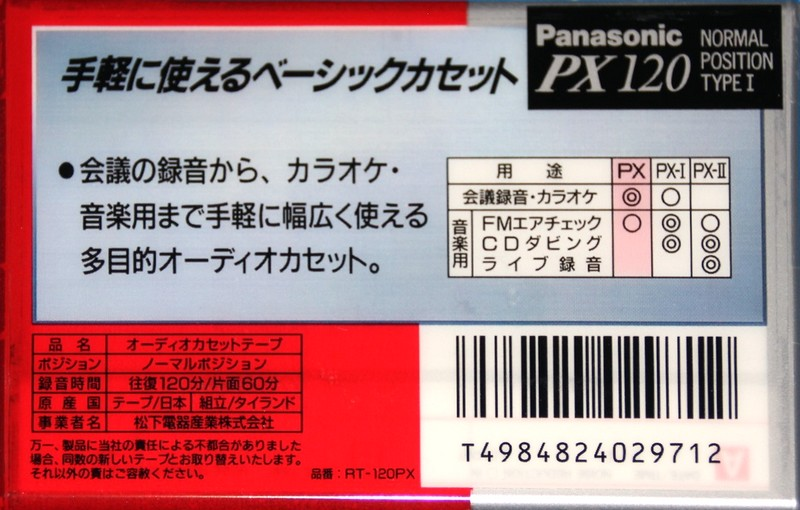 Panasonic
PX 120
NORMAL
POSITION
TYPE I
手軽に使えるベーシックカセット
●会議の録音から、カラオケ・
音楽用まで手軽に幅広く使える
多目的オーディオカセット。
用途 PX PX-I PX-II
会議録音・カラオケ ◎ ○
音楽用
FMエアチェック ○ ◎ ○
CDダビング ◎ ◎
ライブ録音 ◎
品名 オーディオカセットテープ
ポジション ノーマルポジション
録音時間 往復120分/片面60分
原産国 テープ/日本 組立/タイランド
事業者名 松下電器産業株式会社
万一、製品に当社の責任による不都合がありました
場合、同数の新しいテープとお取り替えいたします。
それ以外の責はご容赦ください。
品番：RT-120PX
T4984824029712